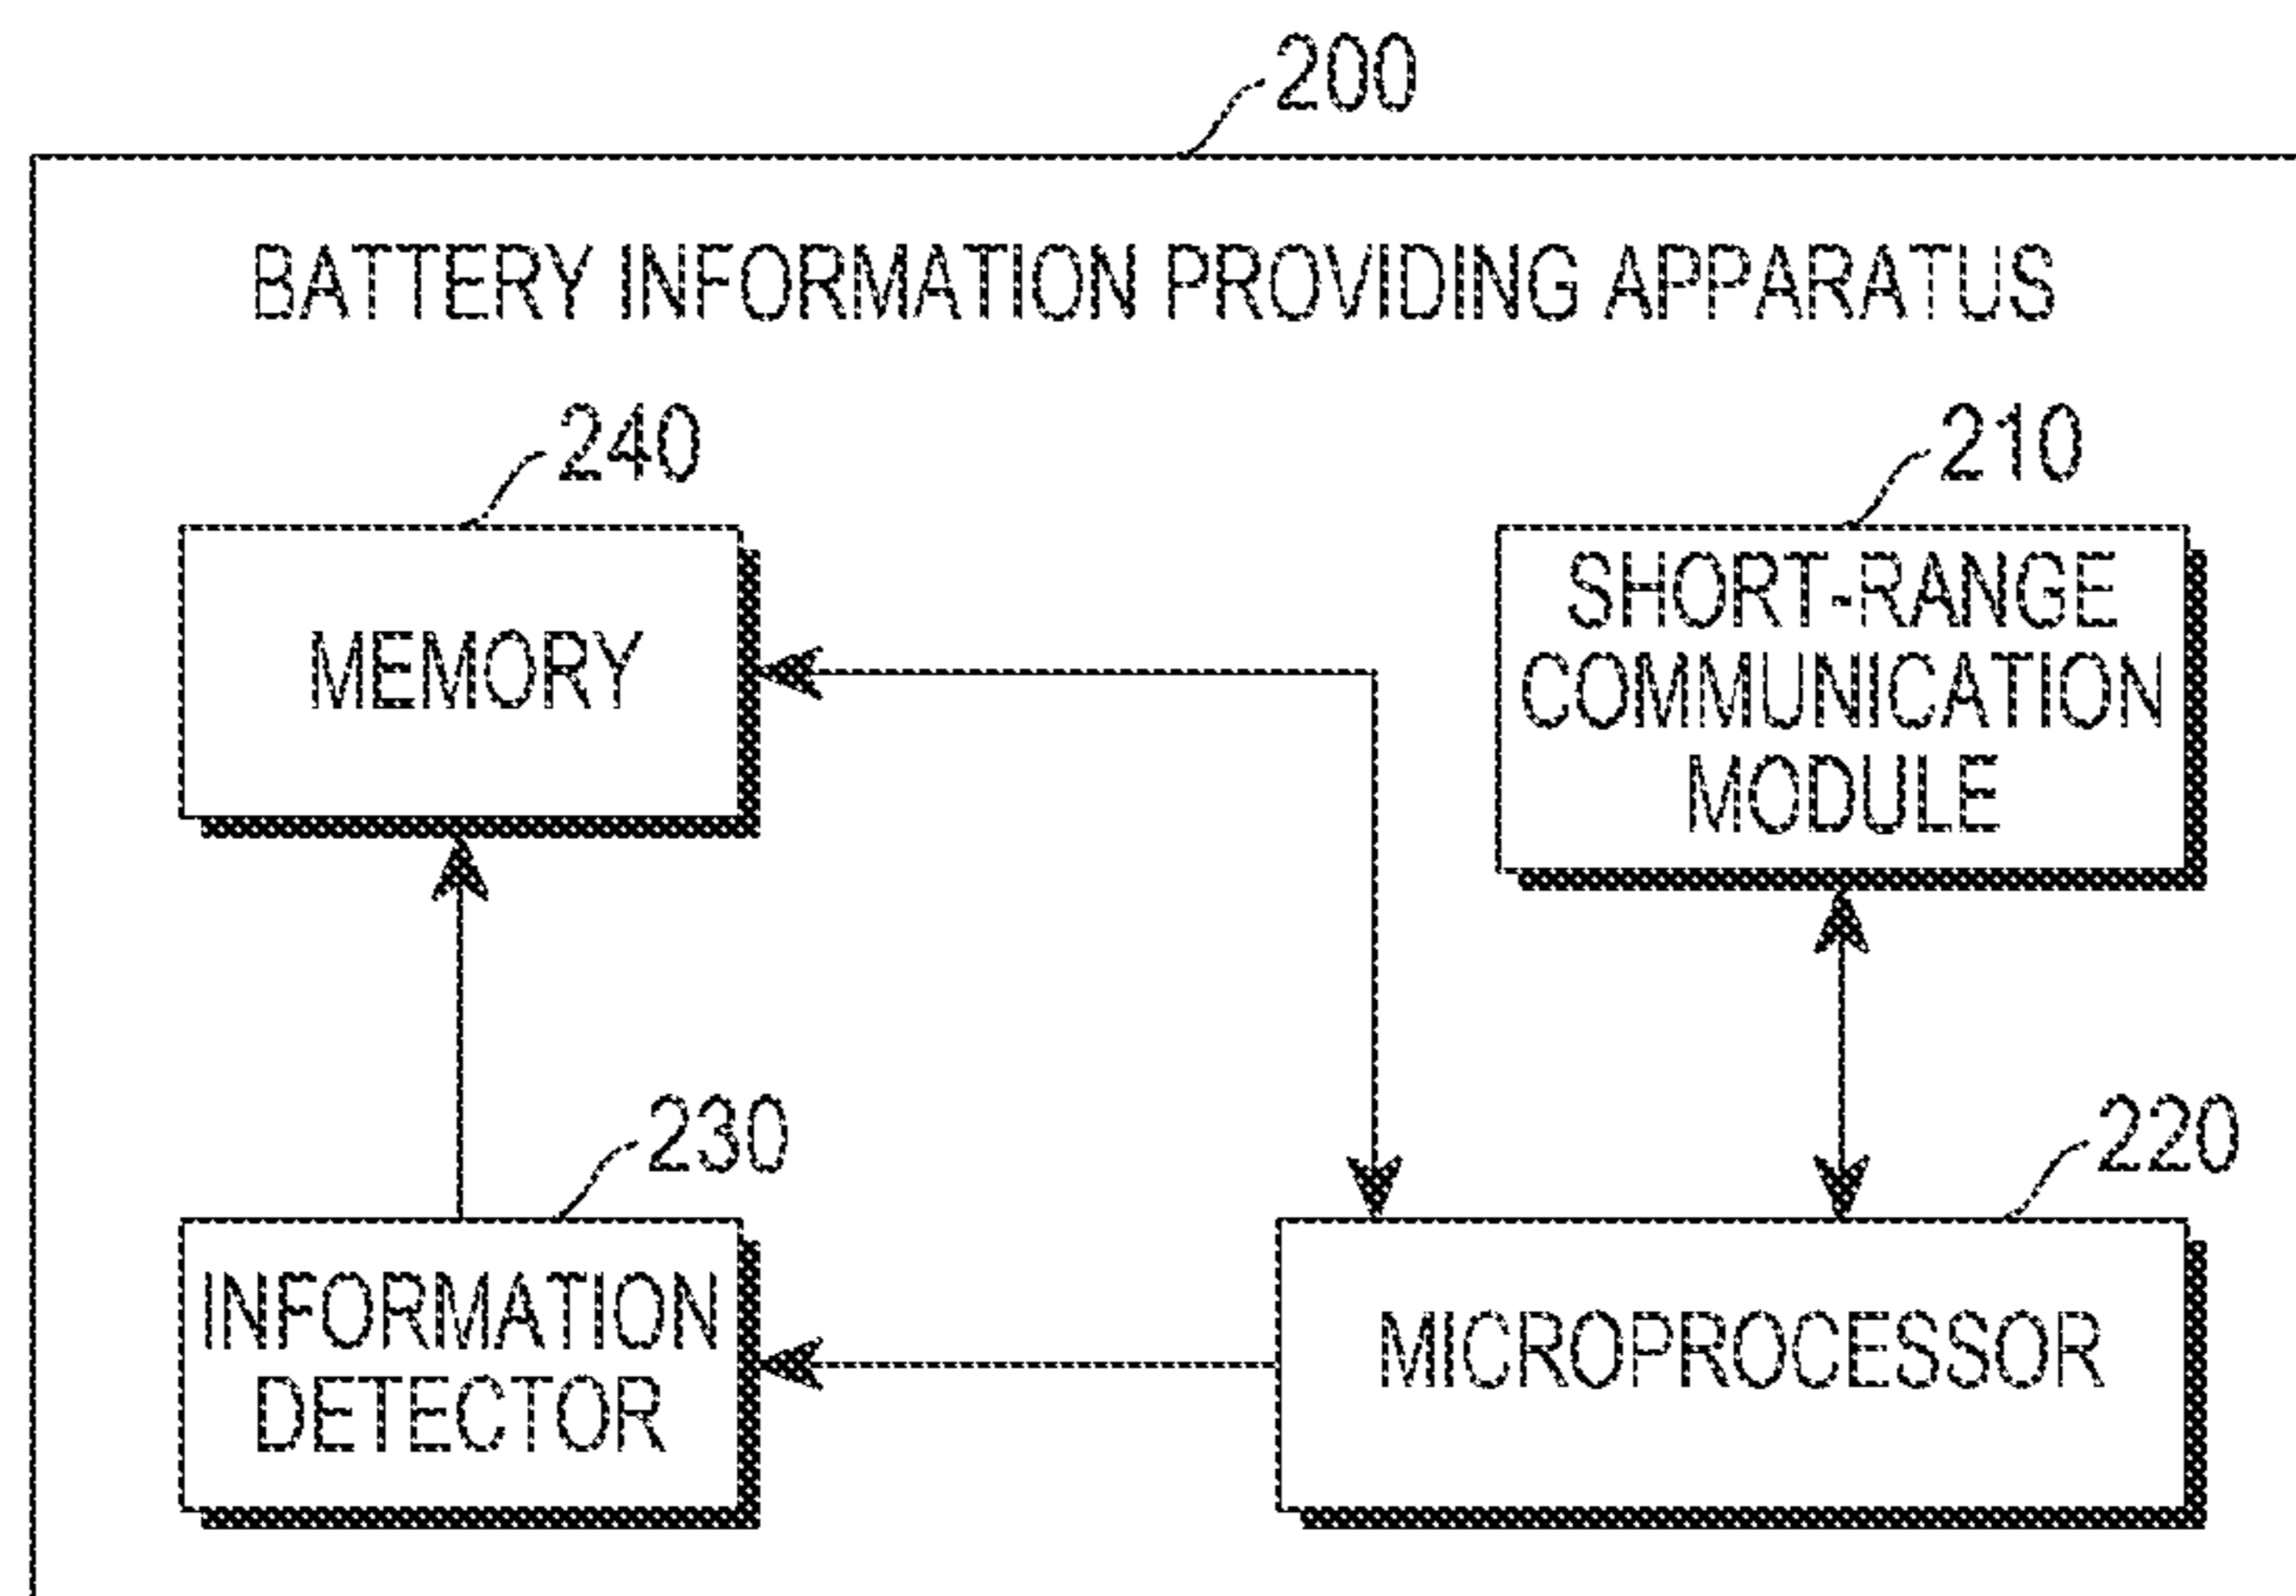 200
BATTERY INFORMATION PROVIDING APPARATUS
240
210
MEMORY
SHORT-RANGE
COMMUNICATION
MODULE
230
220
INFORMATION
DETECTOR
MICROPROCESSOR